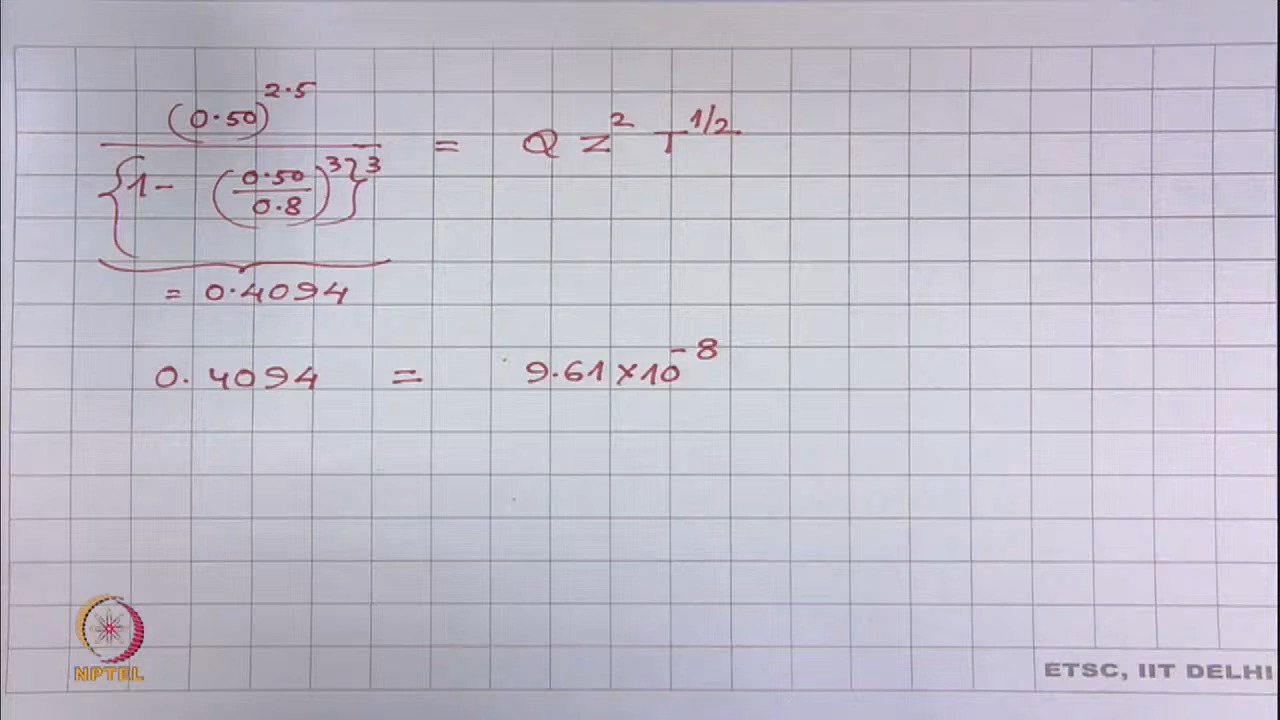 (0.50)^2.5 / {1 - (0.50/0.8)^3}^3 = Q Z^2 T^1/2
= 0.4094
0.4094 = 9.61 × 10^-8
NPTEL
ETSC, IIT DELHI